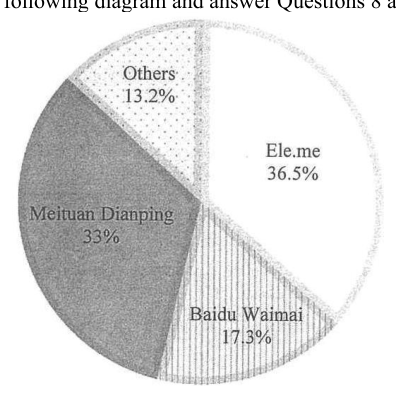 following diagram and answer Questions 8 a
Others
13.2%
Ele.me
36.5%
Meituan Dianping
33%
Baidu Waimai
17.3%